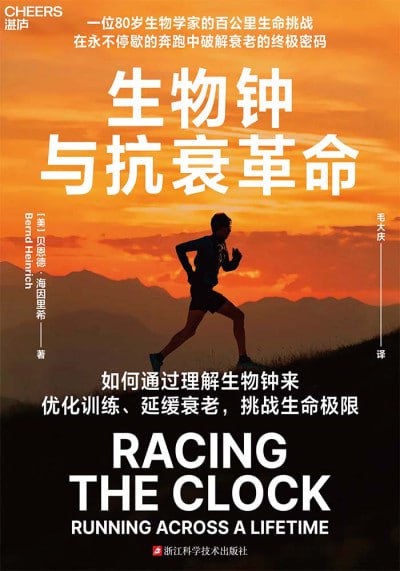 CHEERS
湛庐
一位80岁生物学家的百公里生命挑战
在永不停歇的奔跑中破解衰老的终极密码
生物钟
与抗衰革命
[美]贝恩德·海因里希
Bernd Heinrich
著
毛大庆
译
如何通过理解生物钟来
优化训练、延缓衰老，挑战生命极限
RACING
THE CLOCK
RUNNING ACROSS A LIFETIME
浙江科学技术出版社